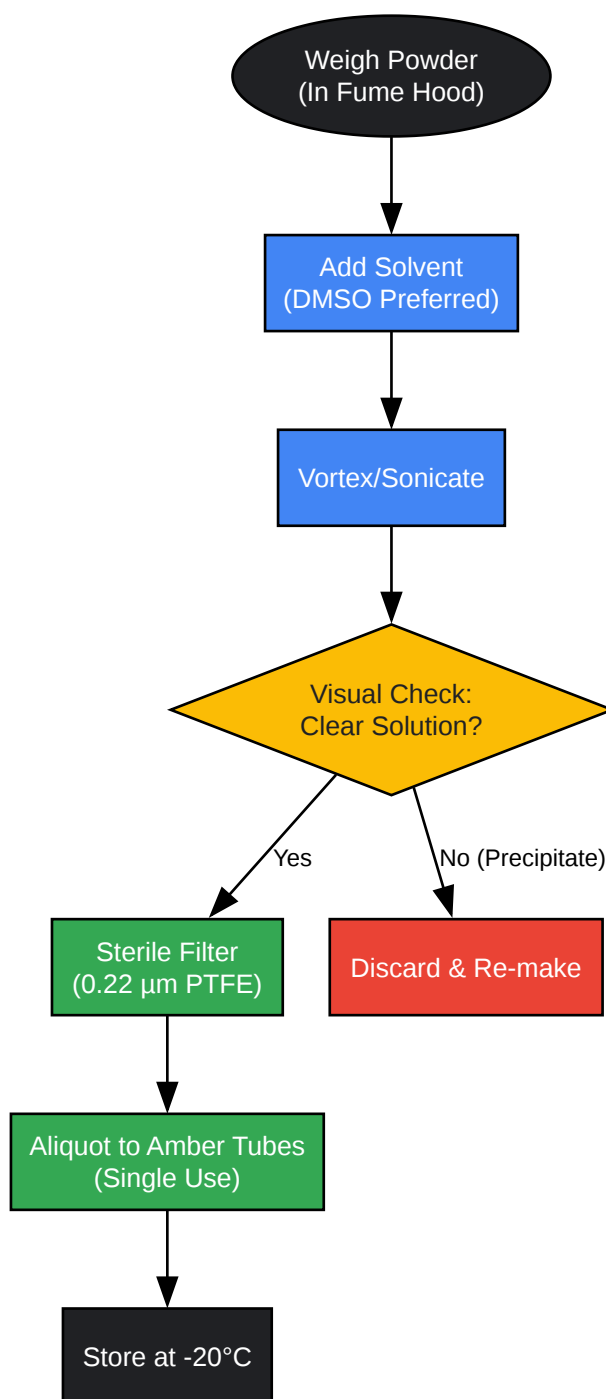 Weigh Powder
(In Fume Hood)
Add Solvent
(DMSO Preferred)
Vortex/Sonicate
Visual Check:
Clear Solution?
Yes
No (Precipitate)
Sterile Filter
(0.22 µm PTFE)
Discard & Re-make
Aliquot to Amber Tubes
(Single Use)
Store at -20°C